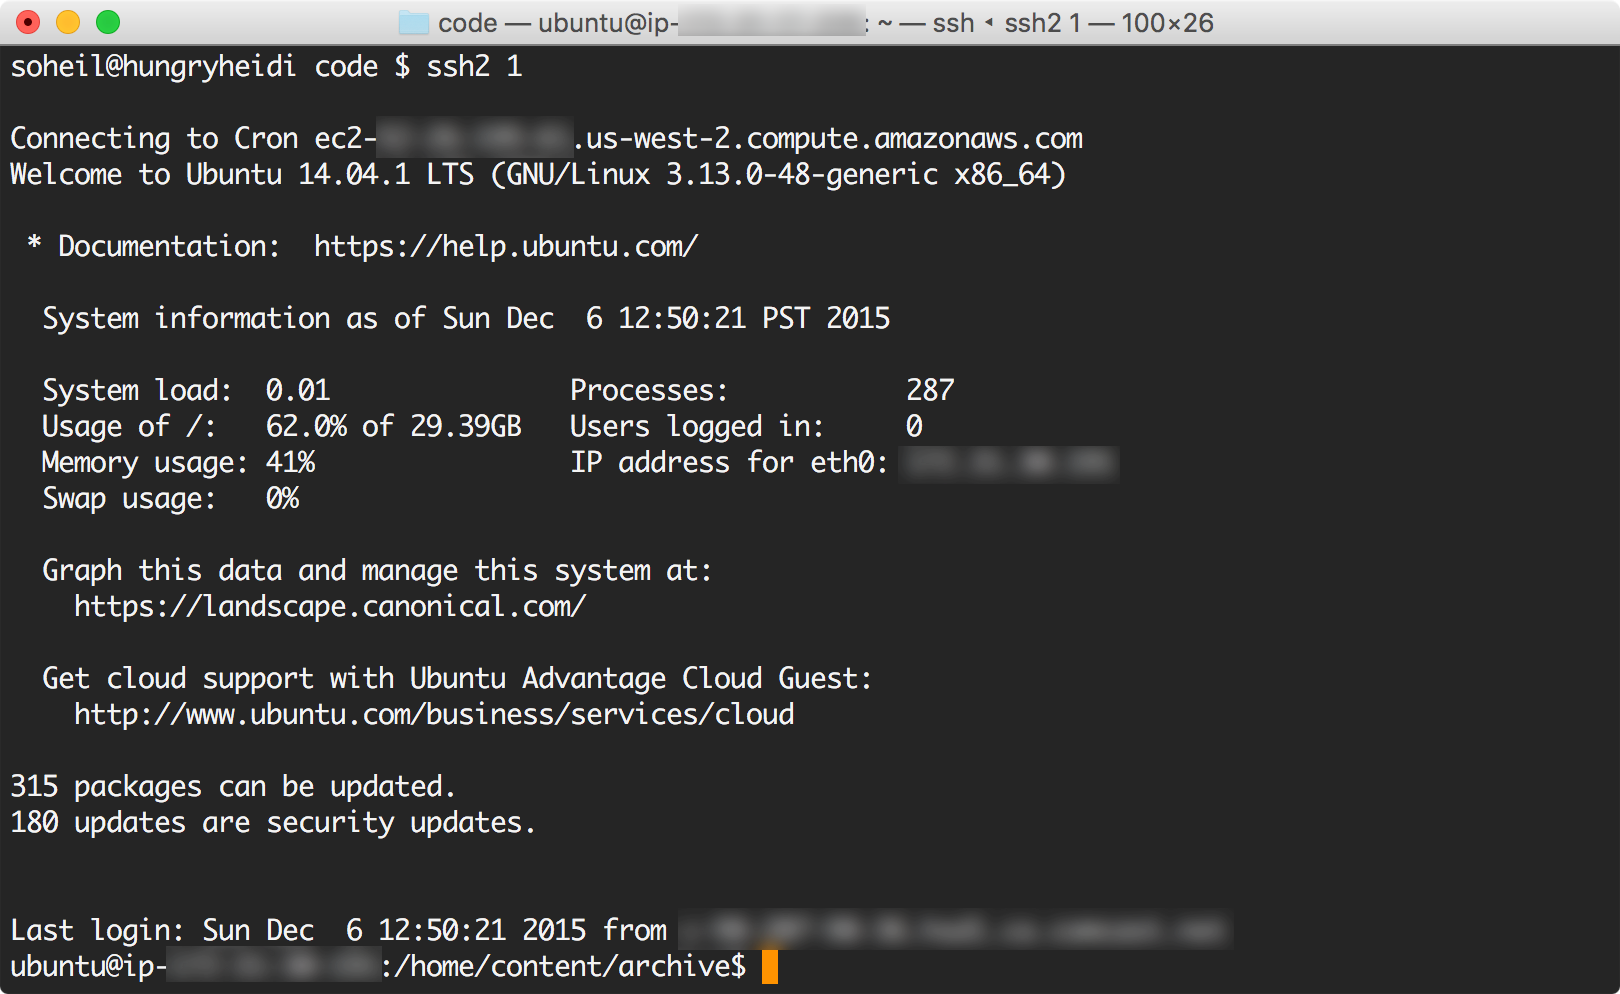 code — ubuntu@ip- : ~ — ssh ◂ ssh2 1 — 100×26
soheil@hungryheidi code $ ssh2 1
Connecting to Cron ec2- .us-west-2.compute.amazonaws.com
Welcome to Ubuntu 14.04.1 LTS (GNU/Linux 3.13.0-48-generic x86_64)
* Documentation:  https://help.ubuntu.com/
System information as of Sun Dec  6 12:50:21 PST 2015
System load:  0.01               Processes:           287
Usage of /:   62.0% of 29.39GB   Users logged in:     0
Memory usage: 41%                IP address for eth0:
Swap usage:   0%
Graph this data and manage this system at:
https://landscape.canonical.com/
Get cloud support with Ubuntu Advantage Cloud Guest:
http://www.ubuntu.com/business/services/cloud
315 packages can be updated.
180 updates are security updates.
Last login: Sun Dec  6 12:50:21 2015 from
ubuntu@ip- :/home/content/archive$